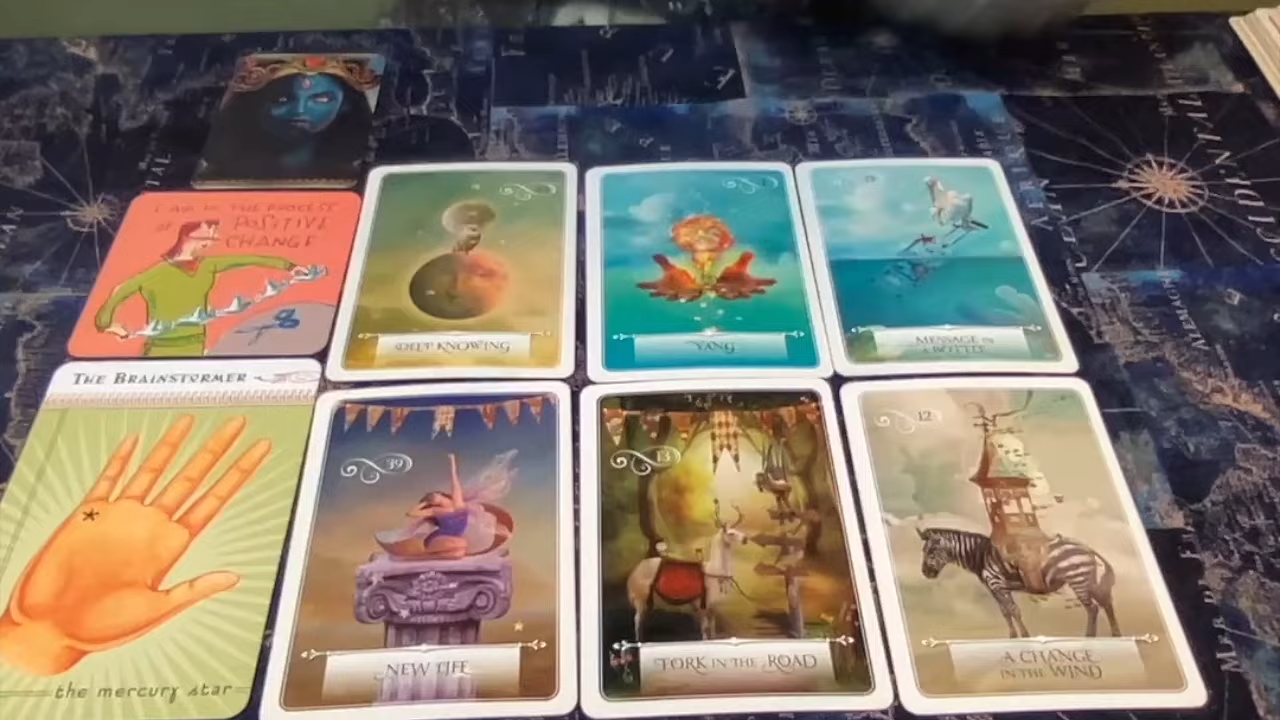 I AM IN THE PROCESS
OF POSITIVE
CHANGE
DEEP KNOWING
YANG
MESSAGE IN
A BOTTLE
THE BRAINSTORMER
the mercury star
39
NEW LIFE
13
FORK IN THE ROAD
12
A CHANGE
IN THE WIND